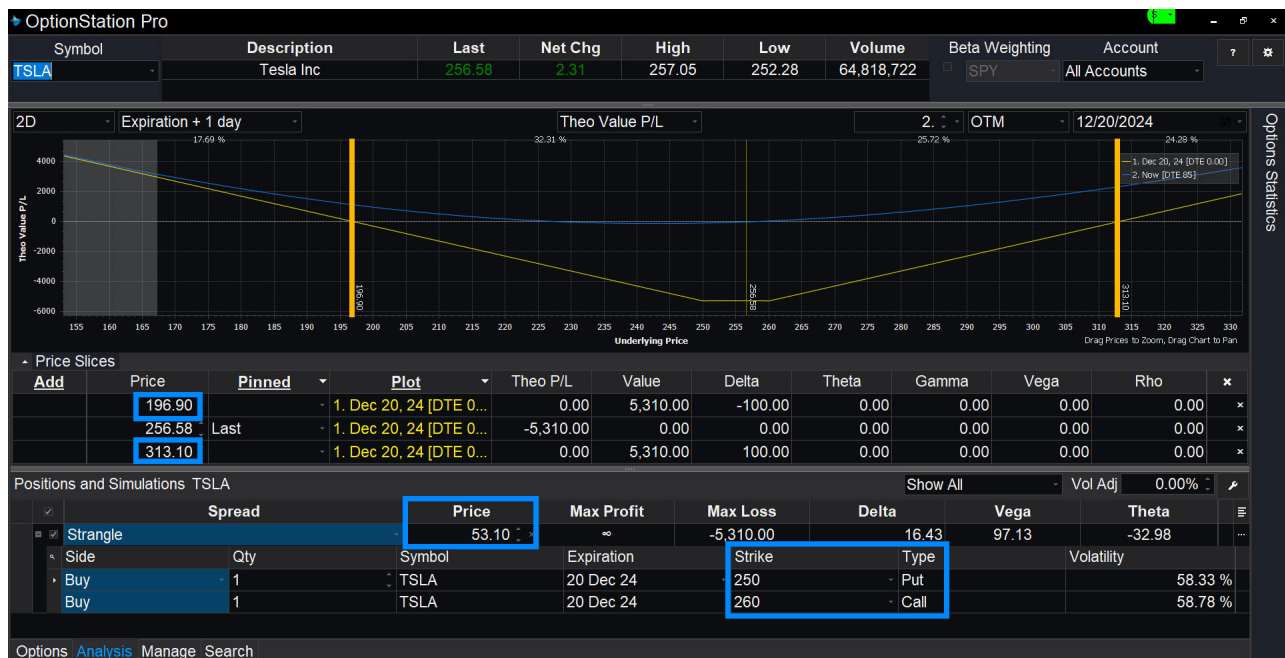 OptionStation Pro
Symbol Description Last Net Chg High Low Volume Beta Weighting Account ?
TSLA Tesla Inc 256.58 2.31 257.05 252.28 64,818,722 SPY All Accounts
2D Expiration + 1 day Theo Value P/L 2. OTM 12/20/2024
17.69 % 32.31 % 25.72 % 24.28 %
1. Dec 20, 24 [DTE 0.00]
2. Now [DTE 85]
Options Statistics
Theo Value P/L
4000
2000
0
-2000
-4000
-6000
196.90
256.58
313.10
155 160 165 170 175 180 185 190 195 200 205 210 215 220 225 230 235 240 245 250 255 260 265 270 275 280 285 290 295 300 305 310 315 320 325 330
Underlying Price
Drag Prices to Zoom, Drag Chart to Pan
Price Slices
Add Price Pinned Plot Theo P/L Value Delta Theta Gamma Vega Rho
196.90 1. Dec 20, 24 [DTE 0... 0.00 5,310.00 -100.00 0.00 0.00 0.00 0.00
256.58 Last 1. Dec 20, 24 [DTE 0... -5,310.00 0.00 0.00 0.00 0.00 0.00 0.00
313.10 1. Dec 20, 24 [DTE 0... 0.00 5,310.00 100.00 0.00 0.00 0.00 0.00
Positions and Simulations TSLA Show All Vol Adj 0.00%
Spread Price Max Profit Max Loss Delta Vega Theta
Strangle 53.10 ∞ -5,310.00 16.43 97.13 -32.98 ...
Side Qty Symbol Expiration Strike Type Volatility
Buy 1 TSLA 20 Dec 24 250 Put 58.33 %
Buy 1 TSLA 20 Dec 24 260 Call 58.78 %
Options Analysis Manage Search